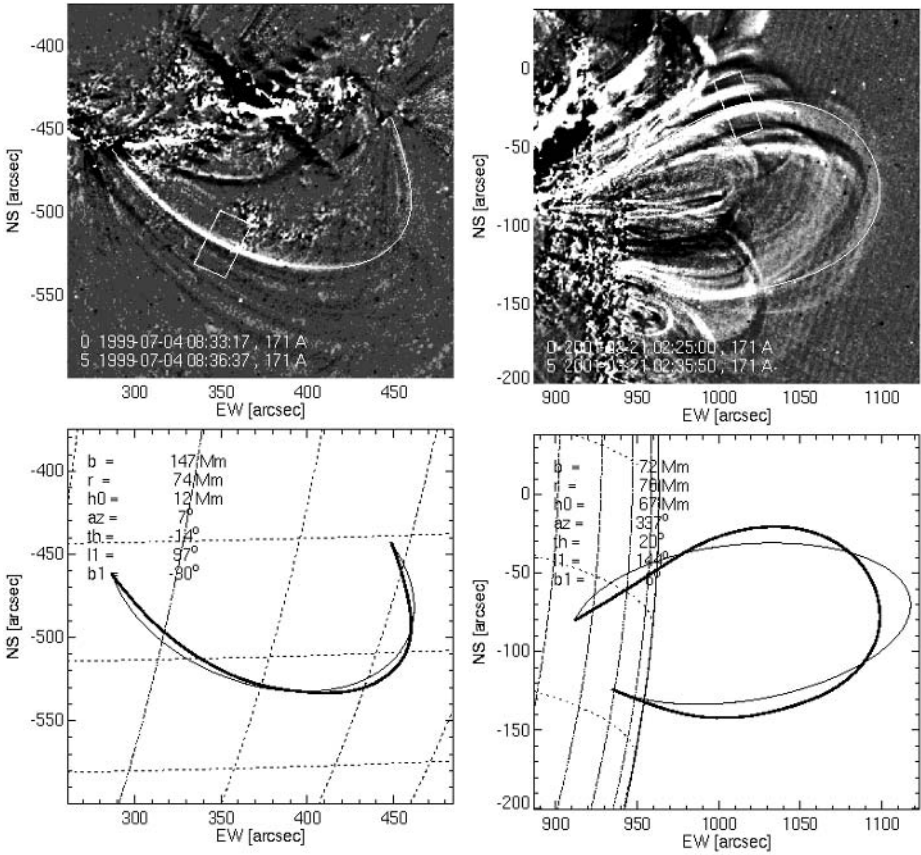 -400
-450
-500
-550
NS [arcsec]
0 1999-07-04 08:33:17 , 171 A
5 1999-07-04 08:36:37 , 171 A
300 350 400 450
EW [arcsec]
0
-50
-100
-150
-200
NS [arcsec]
171 A
02:35:50 , 171 A
900 950 1000 1050 1100
EW [arcsec]
-400
-450
-500
-550
NS [arcsec]
b = 147 Mm
r = 74 Mm
h0 = 12 Mm
az = 7°
th = -14°
l1 = 97°
b1 = -80°
300 350 400 450
EW [arcsec]
0
-50
-100
-150
-200
NS [arcsec]
b = 72 Mm
r = 76 Mm
h0 = 67 Mm
az = 337°
th = 20°
l1 = 144°
b1 =
900 950 1000 1050 1100
EW [arcsec]